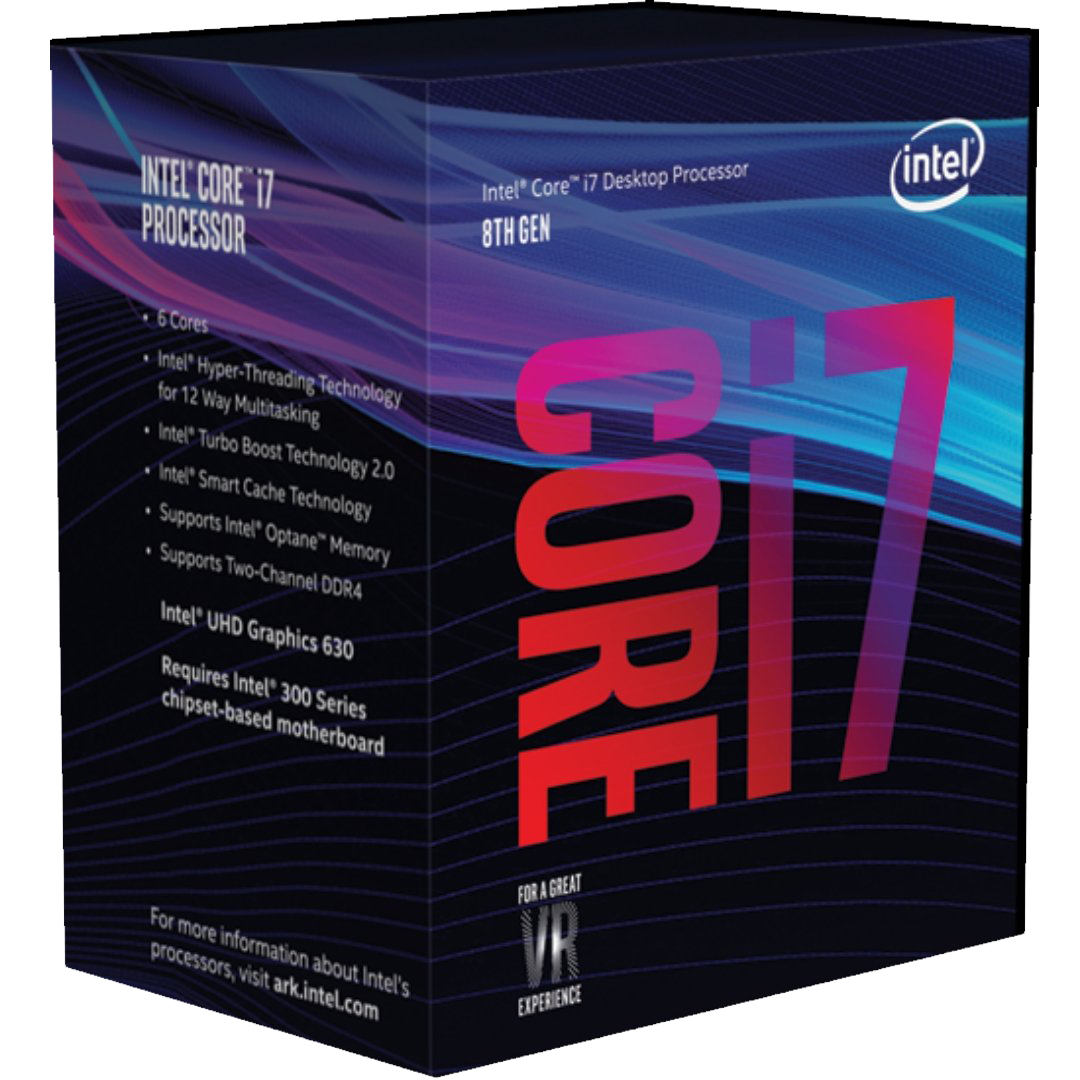 INTEL® CORE™ i7
PROCESSOR
• 6 Cores
• Intel® Hyper-Threading Technology
for 12 Way Multitasking
• Intel® Turbo Boost Technology 2.0
• Intel® Smart Cache Technology
• Supports Intel® Optane™ Memory
• Supports Two-Channel DDR4
Intel® UHD Graphics 630
Requires Intel® 300 Series
chipset-based motherboard
For more information about Intel's
processors, visit ark.intel.com
Intel® Core™ i7 Desktop Processor
8TH GEN
intel®
CORE
i7
FOR A GREAT
VR
EXPERIENCE